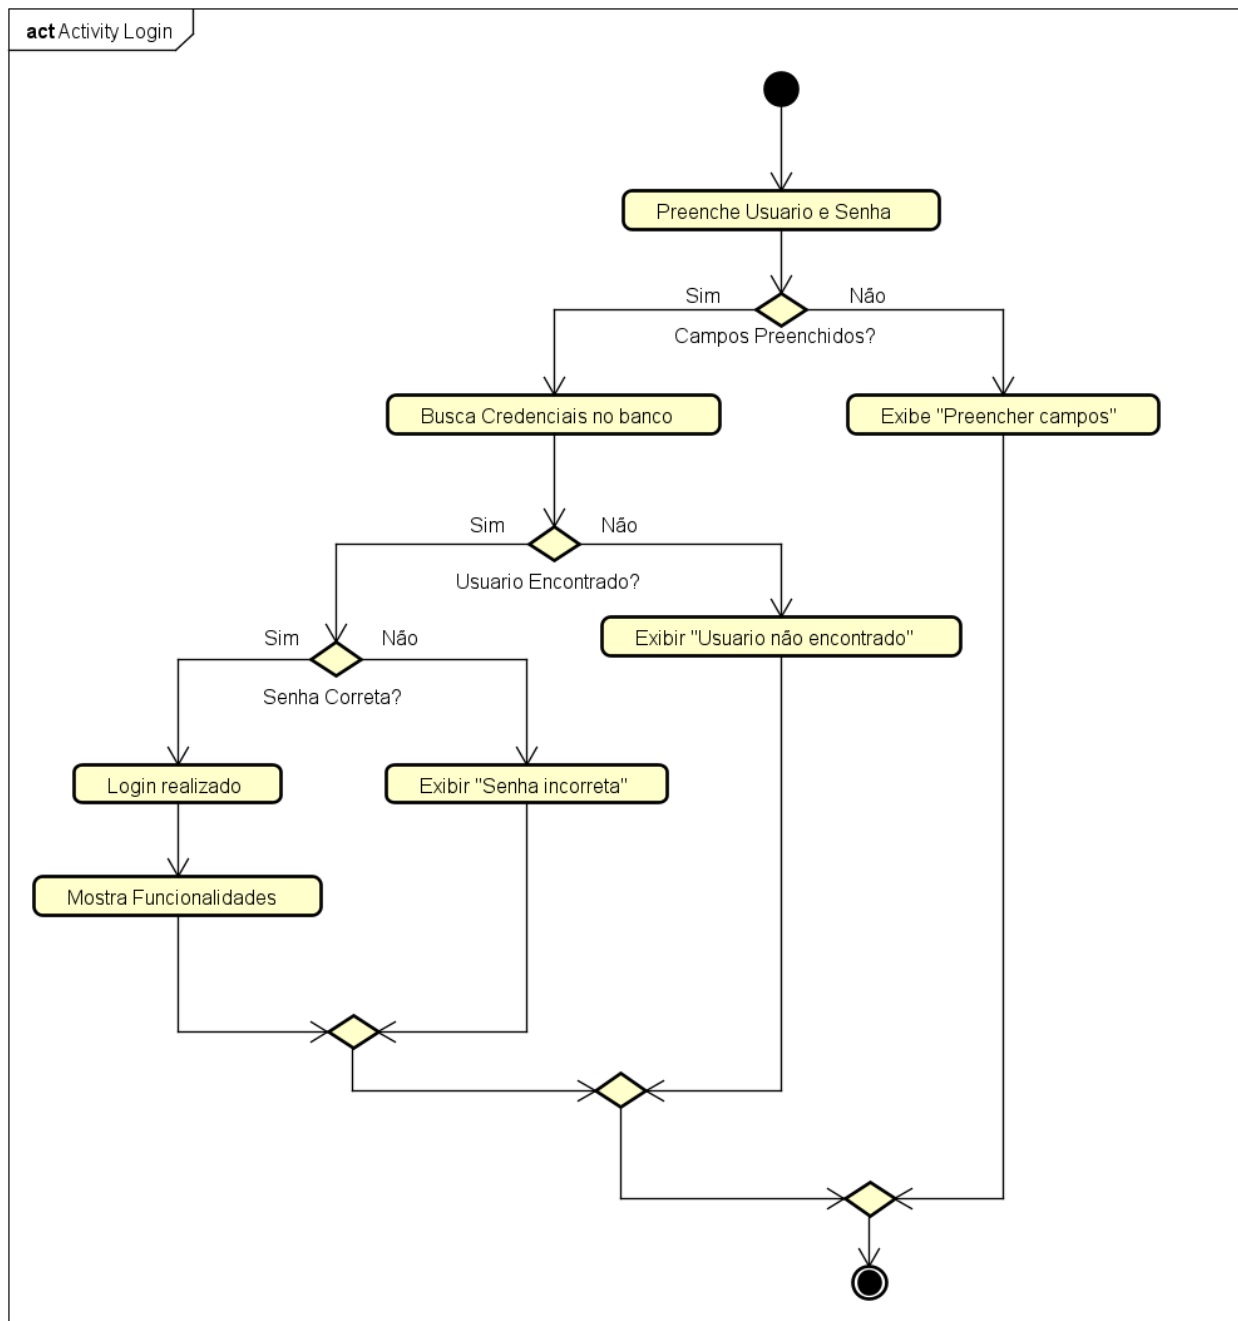 act Activity Login
Preenche Usuario e Senha
Sim
Não
Campos Preenchidos?
Busca Credenciais no banco
Exibe "Preencher campos"
Sim
Não
Usuario Encontrado?
Exibir "Usuario não encontrado"
Sim
Não
Senha Correta?
Login realizado
Exibir "Senha incorreta"
Mostra Funcionalidades